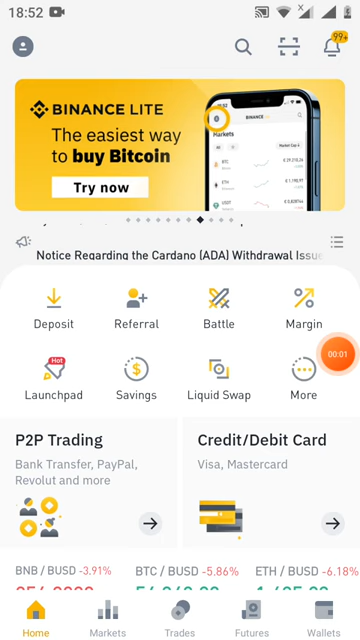 18:52
99+
BINANCE LITE
The easiest way
to buy Bitcoin
Try now
Markets
BTC
ETH
Notice Regarding the Cardano (ADA) Withdrawal Issue
Deposit
Referral
Battle
Margin
00:01
Hot
Launchpad
Savings
Liquid Swap
More
P2P Trading
Bank Transfer, PayPal,
Revolut and more
Credit/Debit Card
Visa, Mastercard
BNB / BUSD -3.91%
BTC / BUSD -5.86%
ETH / BUSD -6.18%
Home
Markets
Trades
Futures
Wallets